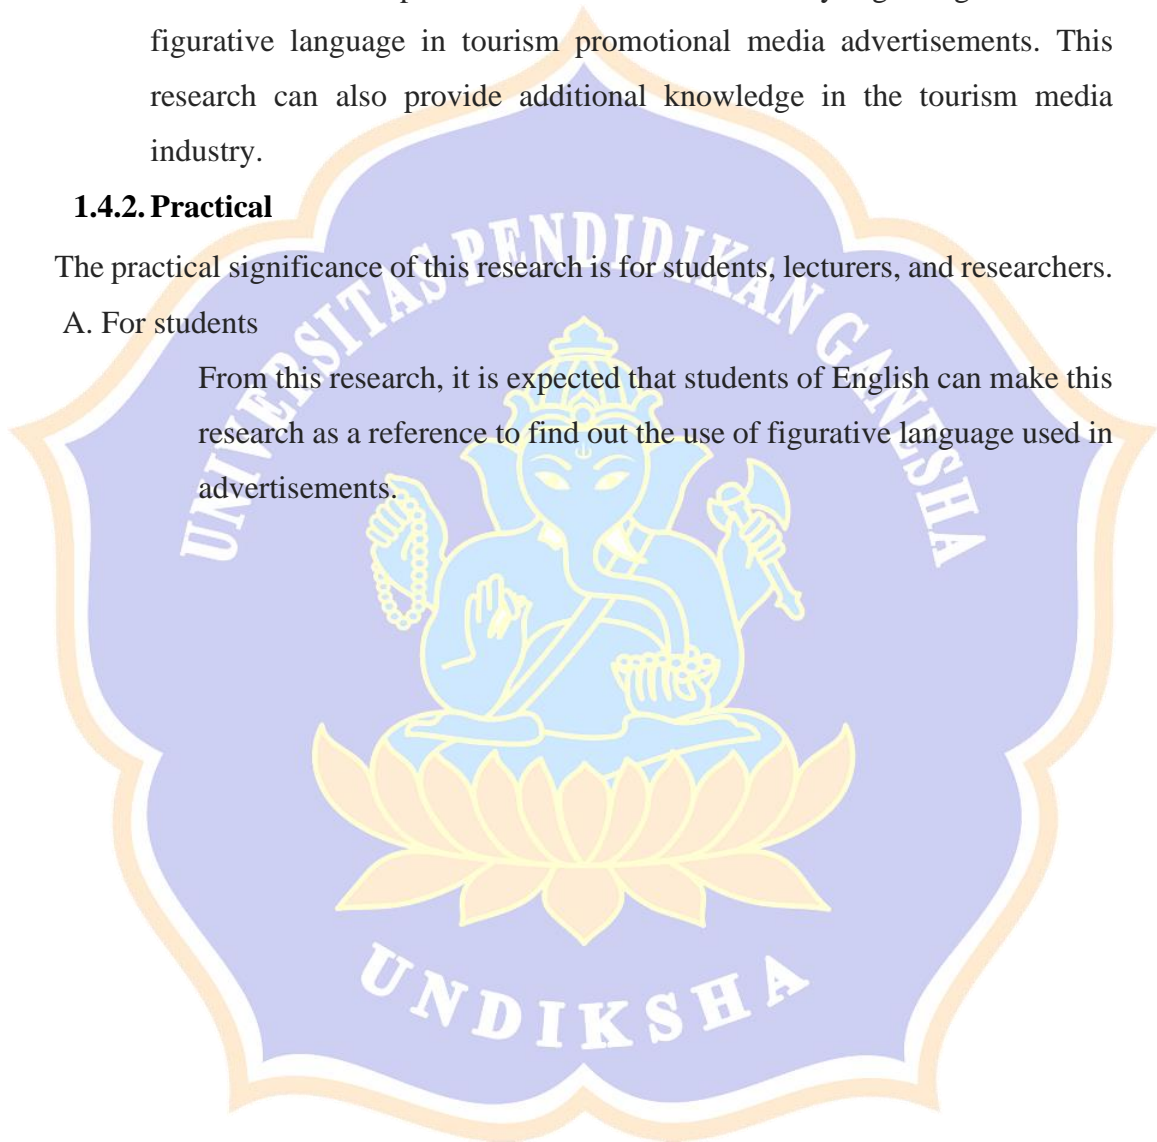 figurative language in tourism promotional media advertisements. This
research can also provide additional knowledge in the tourism media
industry.
1.4.2. Practical
The practical significance of this research is for students, lecturers, and researchers.
A. For students
From this research, it is expected that students of English can make this
research as a reference to find out the use of figurative language used in
advertisements.
UNIVERSITAS PENDIDIKAN GANESHA
UNDIKSHA